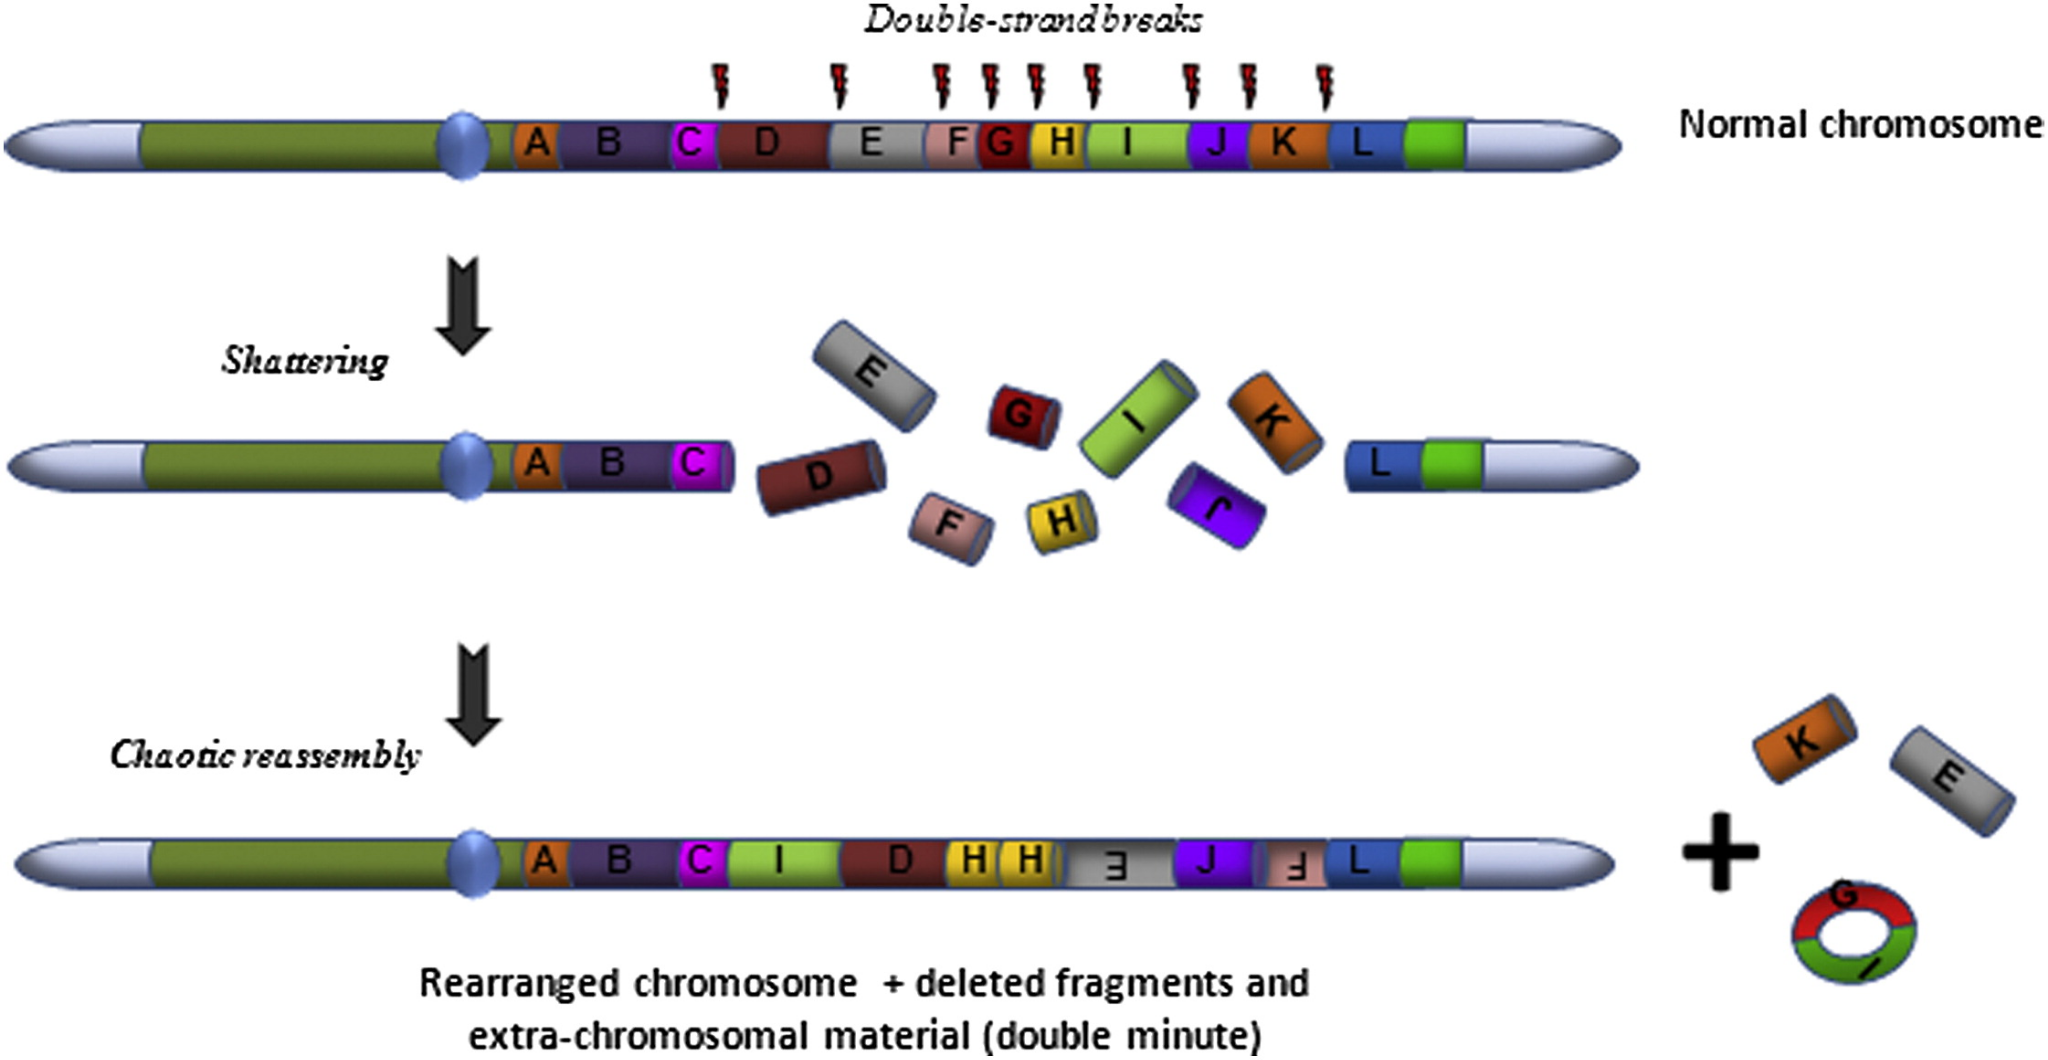 Double-strand breaks
A B C D E F G H I J K L
Normal chromosome
Shattering
A B C D E F G H I J K L
Chaotic reassembly
A B C I D H H E J F L
+
K E
G I
Rearranged chromosome + deleted fragments and
extra-chromosomal material (double minute)